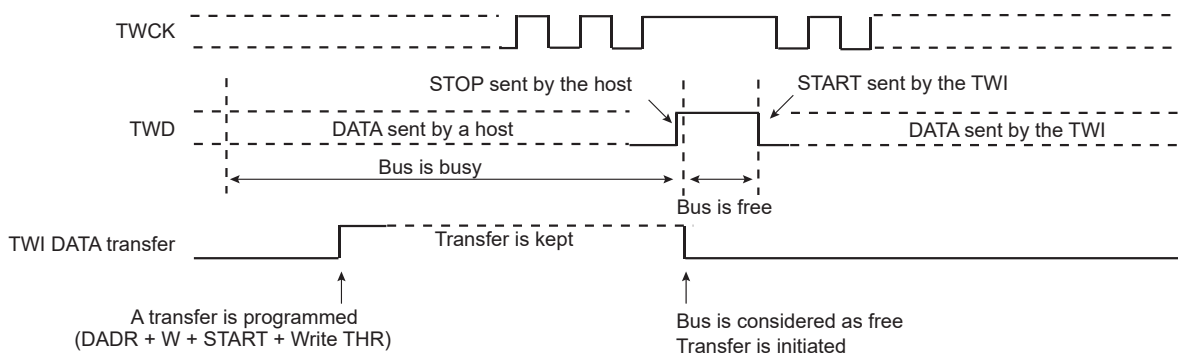 TWCK
STOP sent by the host
START sent by the TWI
TWD
DATA sent by a host
DATA sent by the TWI
Bus is busy
Bus is free
TWI DATA transfer
Transfer is kept
A transfer is programmed
(DADR + W + START + Write THR)
Bus is considered as free
Transfer is initiated